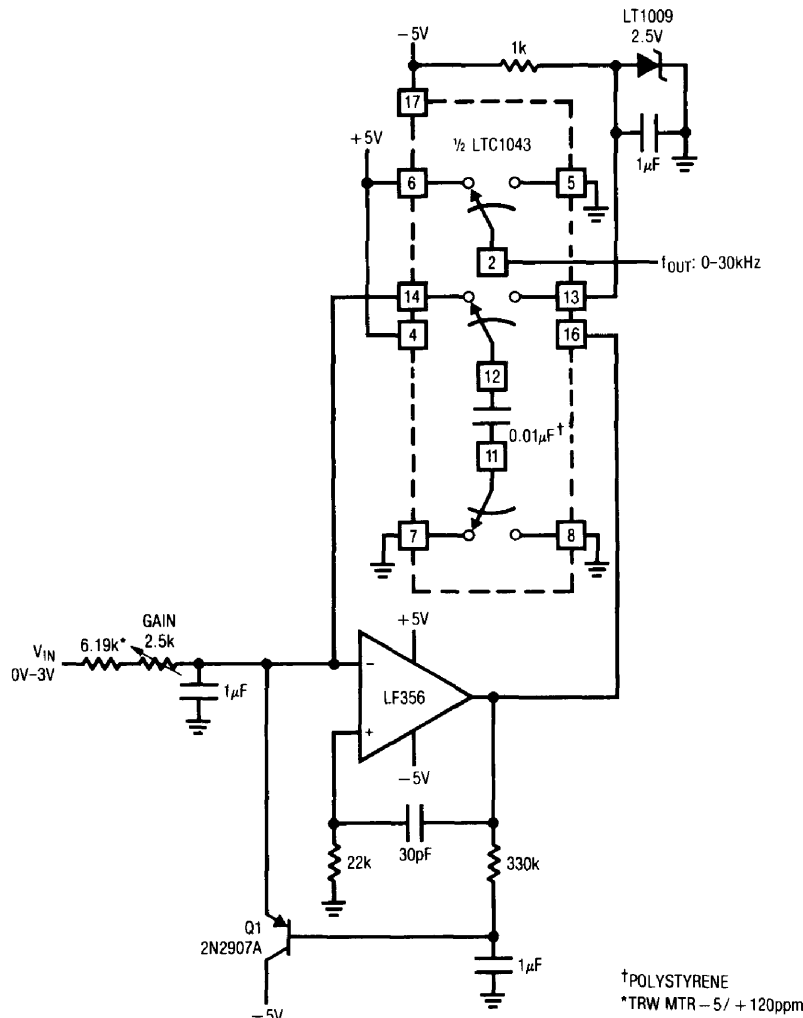 LT1009
2.5V
−5V
1k
17
½ LTC1043
1µF
+5V
6
5
2
fOUT: 0–30kHz
14
13
4
16
12
0.01µF†
11
7
8
+5V
GAIN
6.19k*
2.5k
VIN
0V–3V
1µF
−
LF356
+
−5V
30pF
22k
330k
Q1
2N2907A
1µF
−5V
†POLYSTYRENE
*TRW MTR −5/ +120ppm